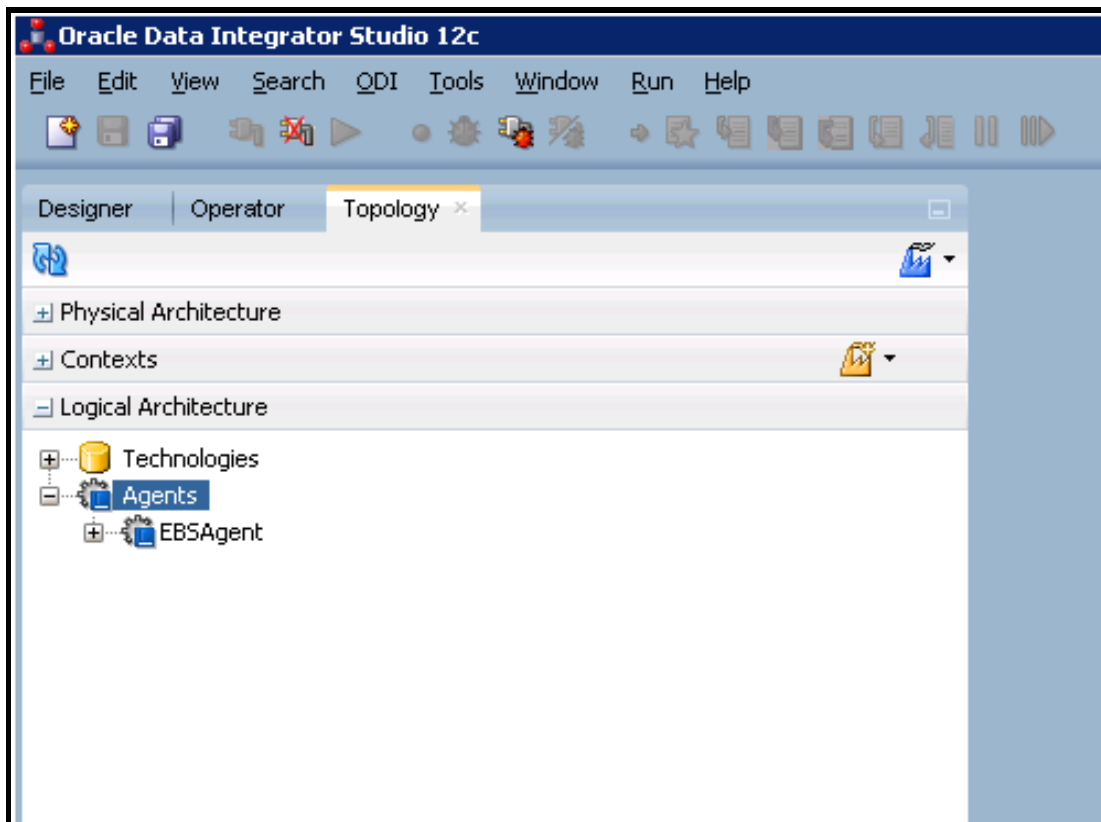 Oracle Data Integrator Studio 12c
File Edit View Search ODI Tools Window Run Help
Designer Operator Topology
Physical Architecture
Contexts
Logical Architecture
Technologies
Agents
EBSAgent